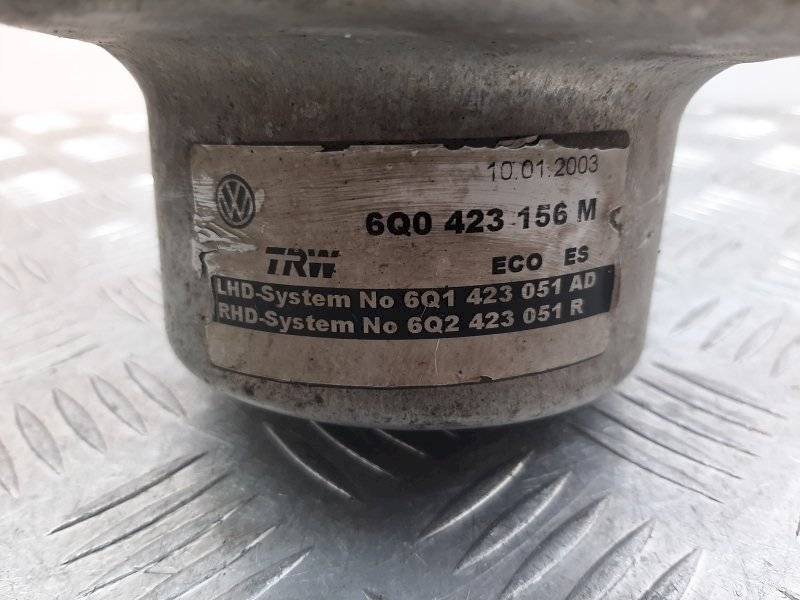 10.01.2003
6Q0 423 156 M
TRW ECO ES
LHD-System No 6Q1 423 051 AD
RHD-System No 6Q2 423 051 R